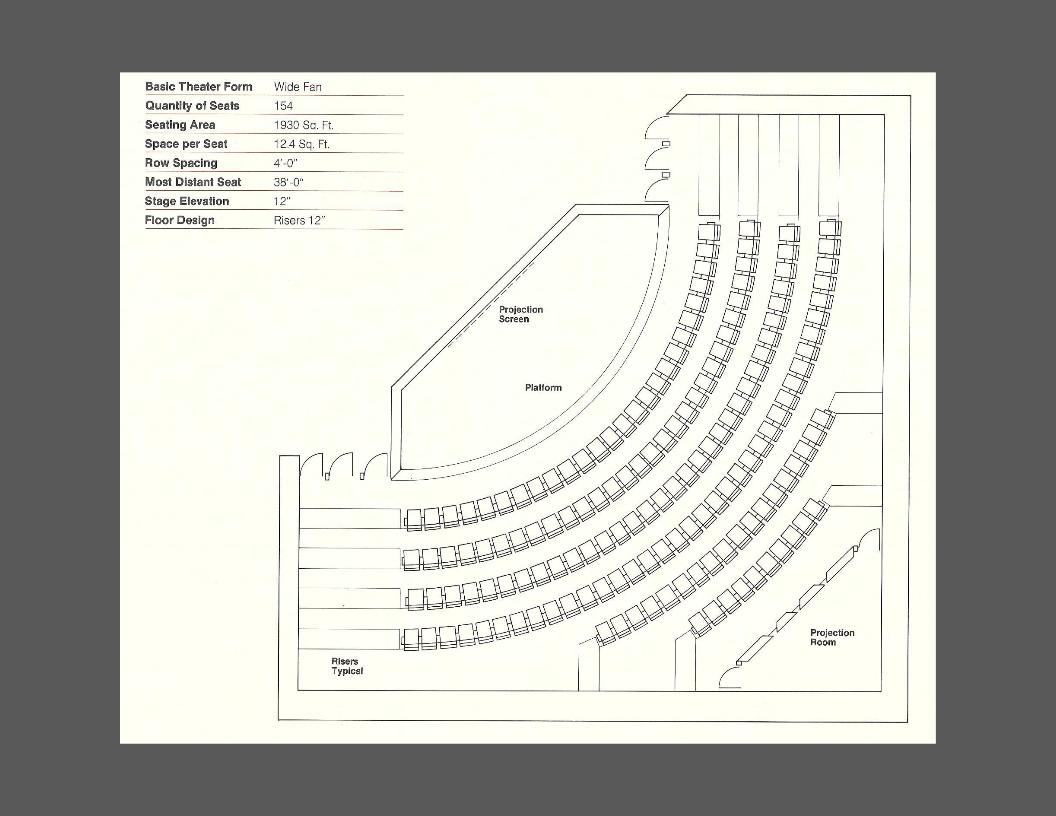 Basic Theater Form Wide Fan
Quantity of Seats 154
Seating Area 1930 Sq. Ft.
Space per Seat 12.4 Sq. Ft.
Row Spacing 4'-0"
Most Distant Seat 38'-0"
Stage Elevation 12"
Floor Design Risers 12"
Projection
Screen
Platform
Projection
Room
Risers
Typical